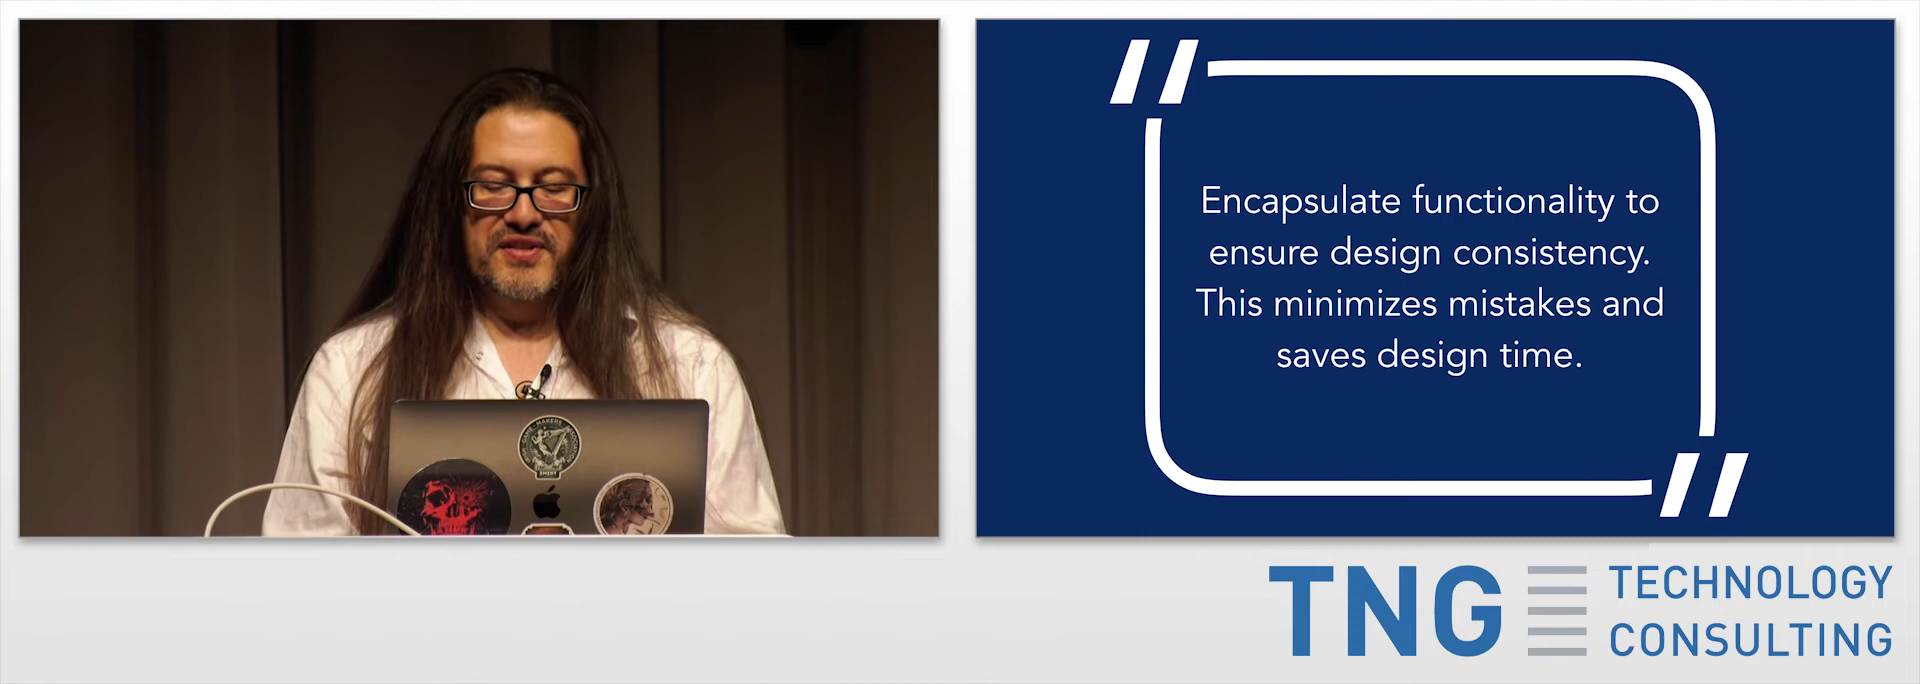 Encapsulate functionality to
ensure design consistency.
This minimizes mistakes and
saves design time.
TNG TECHNOLOGY
CONSULTING